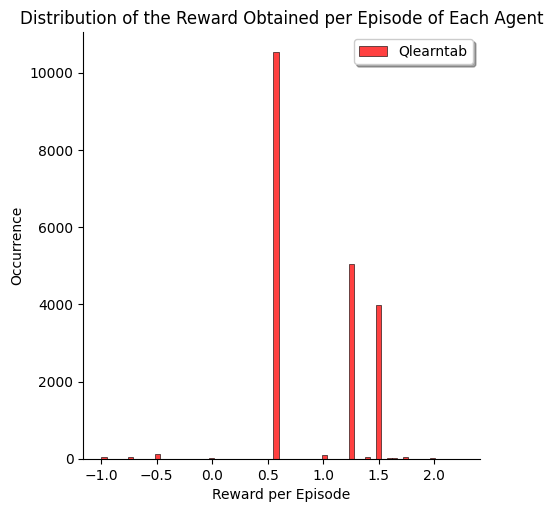 Distribution of the Reward Obtained per Episode of Each Agent
Qlearntab
10000
8000
6000
4000
2000
0
Occurrence
−1.0 −0.5 0.0 0.5 1.0 1.5 2.0
Reward per Episode